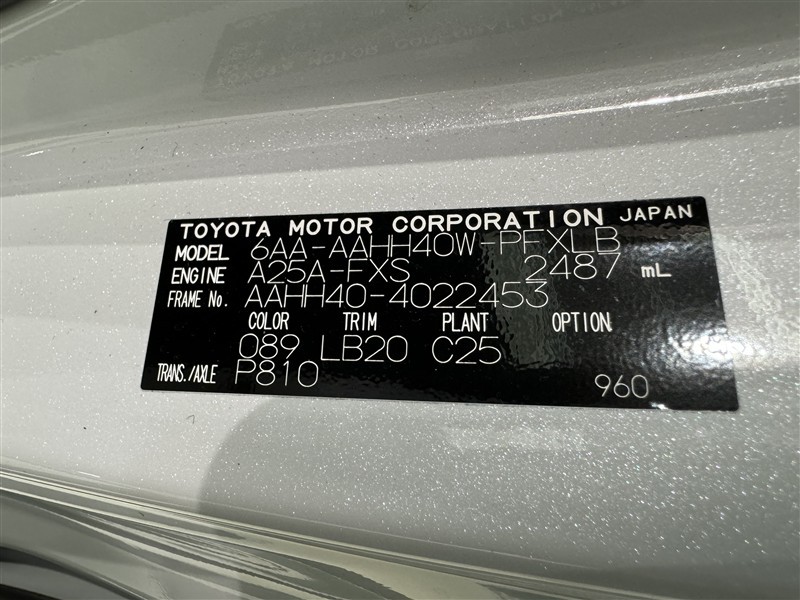 TOYOTA MOTOR CORPORATION JAPAN
MODEL 6AA-AAHH40W-PFXLB
ENGINE A25A-FXS 2487 mL
FRAME No. AAHH40-4022453
COLOR TRIM PLANT OPTION
089 LB20 C25
TRANS./AXLE P810
960